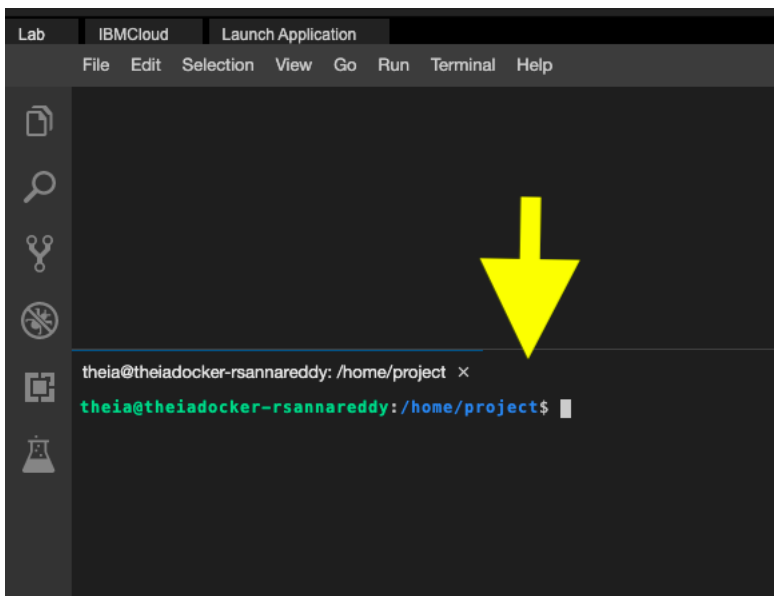 Lab IBMCloud Launch Application
File Edit Selection View Go Run Terminal Help
theia@theiadocker-rsannareddy: /home/project ×
theia@theiadocker-rsannareddy:/home/project$